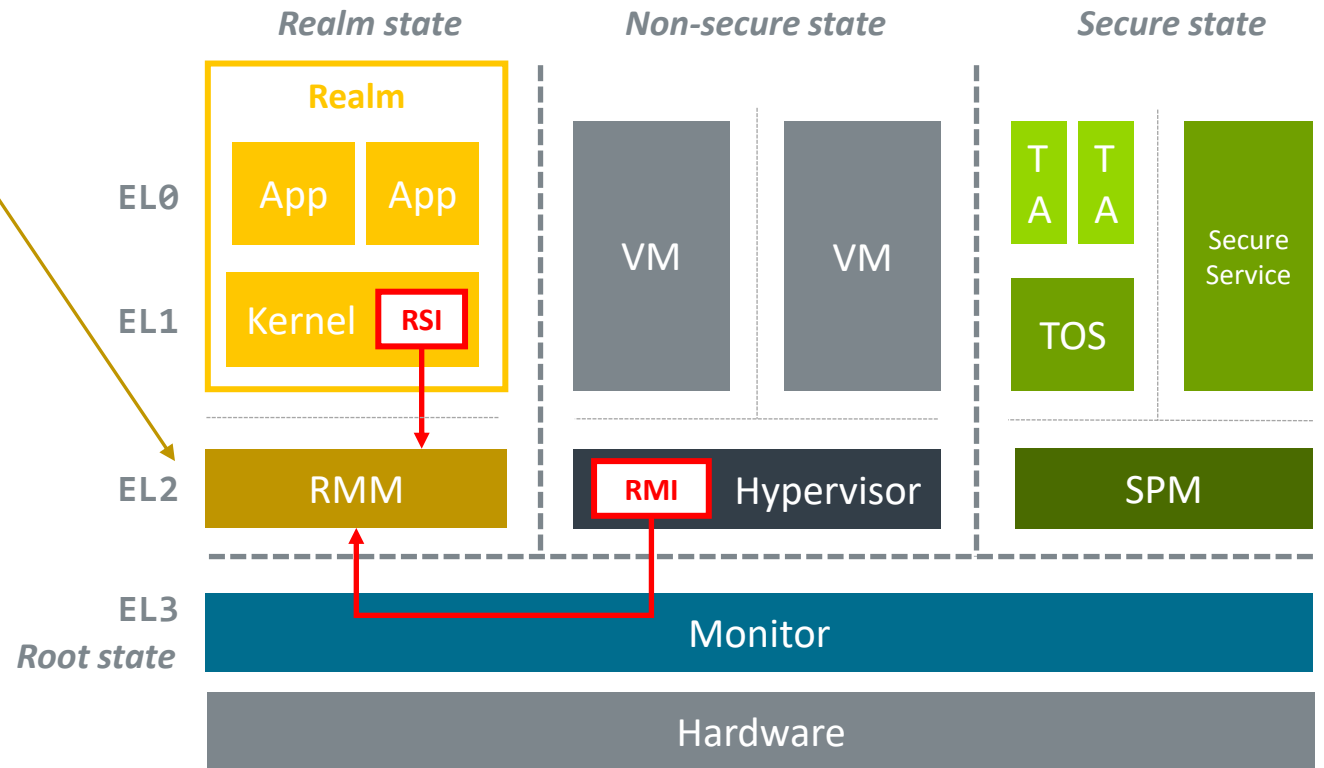 Realm state
Non-secure state
Secure state
Realm
EL0
App
App
VM
VM
T
A
T
A
Secure
Service
EL1
Kernel
RSI
TOS
EL2
RMM
RMI
Hypervisor
SPM
EL3
Root state
Monitor
Hardware